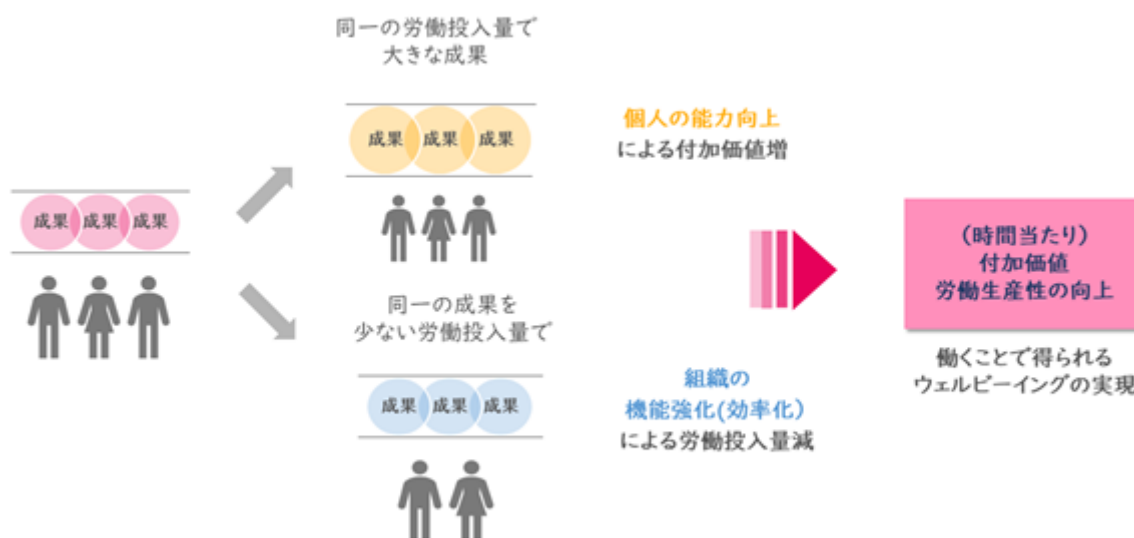 同一の労働投入量で
大きな成果
成果 成果 成果
個人の能力向上
による付加価値増
成果 成果 成果
(時間当たり)
付加価値
労働生産性の向上
同一の成果を
少ない労働投入量で
働くことで得られる
ウェルビーイングの実現
成果 成果 成果
組織の
機能強化(効率化)
による労働投入量減